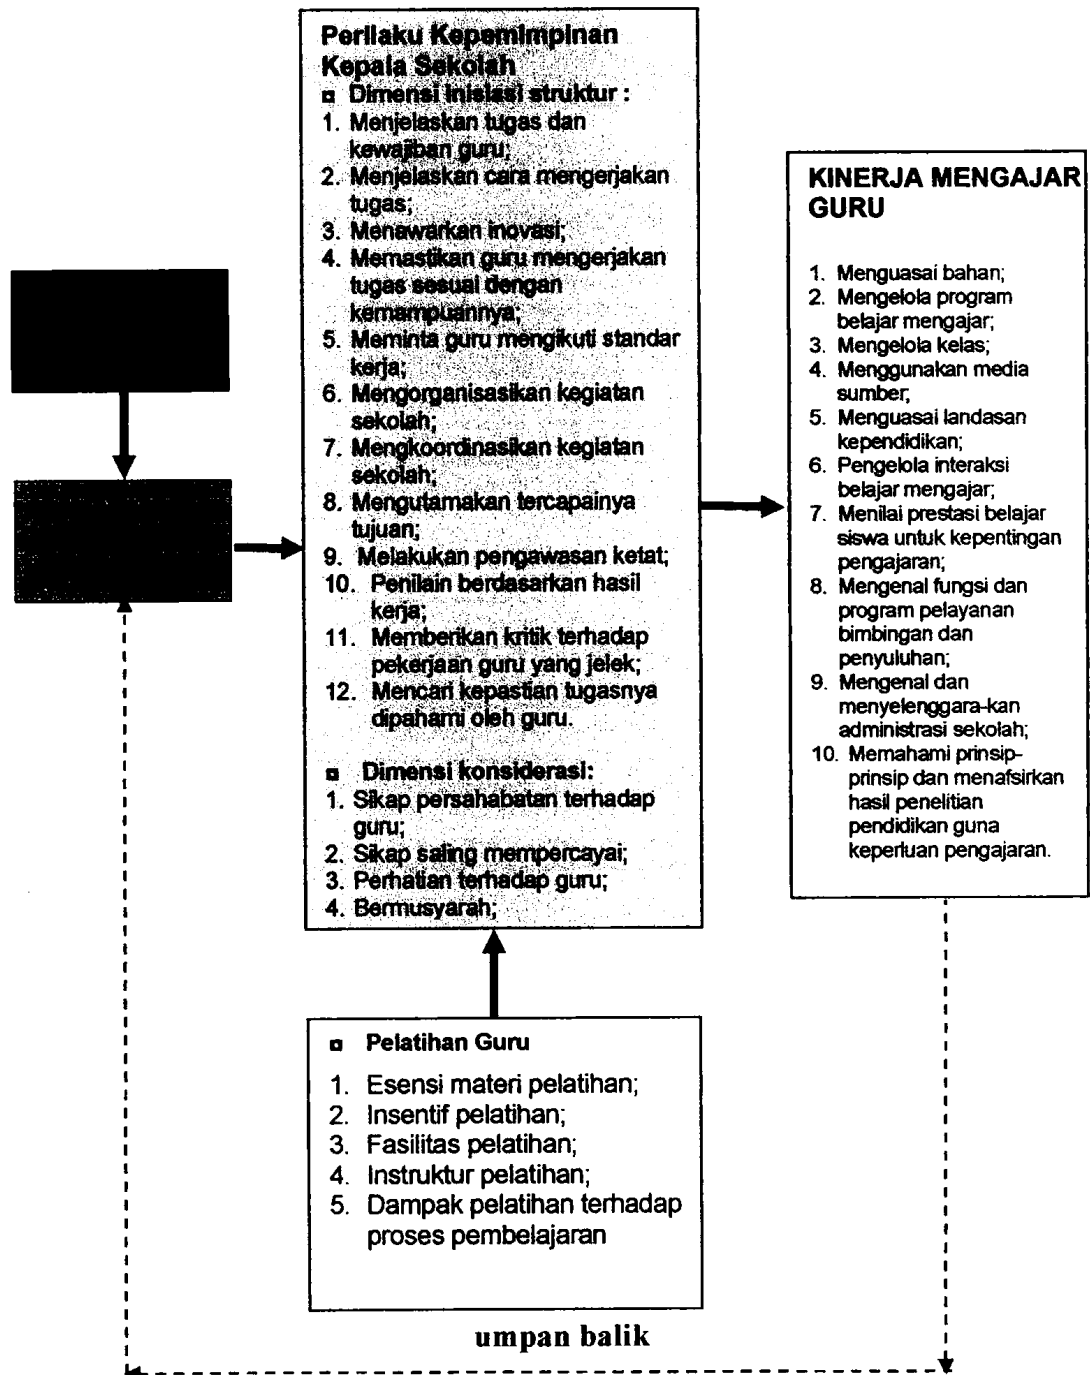 Perilaku Kepemimpinan
Kepala Sekolah
Dimensi inisiasi struktur :
1. Menjelaskan tugas dan
kewajiban guru;
2. Menjelaskan cara mengerjakan
tugas;
3. Menawarkan inovasi;
4. Memastikan guru mengerjakan
tugas sesuai dengan
kemampuannya;
5. Meminta guru mengikuti standar
kerja;
6. Mengorganisasikan kegiatan
sekolah;
7. Mengkoordinasikan kegiatan
sekolah;
8. Mengutamakan tercapainya
tujuan;
9. Melakukan pengawasan ketat;
10. Penilain berdasarkan hasil
kerja;
11. Memberikan kritik terhadap
pekerjaan guru yang jelek;
12. Mencari kepastian tugasnya
dipahami oleh guru.
Dimensi konsiderasi:
1. Sikap persahabatan terhadap
guru;
2. Sikap saling mempercayai;
3. Perhatian terhadap guru;
4. Bermusyarah;
KINERJA MENGAJAR
GURU
1. Menguasai bahan;
2. Mengelola program
belajar mengajar;
3. Mengelola kelas;
4. Menggunakan media
sumber;
5. Menguasai landasan
kependidikan;
6. Pengelola interaksi
belajar mengajar;
7. Menilai prestasi belajar
siswa untuk kepentingan
pengajaran;
8. Mengenal fungsi dan
program pelayanan
bimbingan dan
penyuluhan;
9. Mengenal dan
menyelenggara-kan
administrasi sekolah;
10. Memahami prinsip-
prinsip dan menafsirkan
hasil penelitian
pendidikan guna
keperluan pengajaran.
Pelatihan Guru
1. Esensi materi pelatihan;
2. Insentif pelatihan;
3. Fasilitas pelatihan;
4. Instruktur pelatihan;
5. Dampak pelatihan terhadap
proses pembelajaran
umpan balik